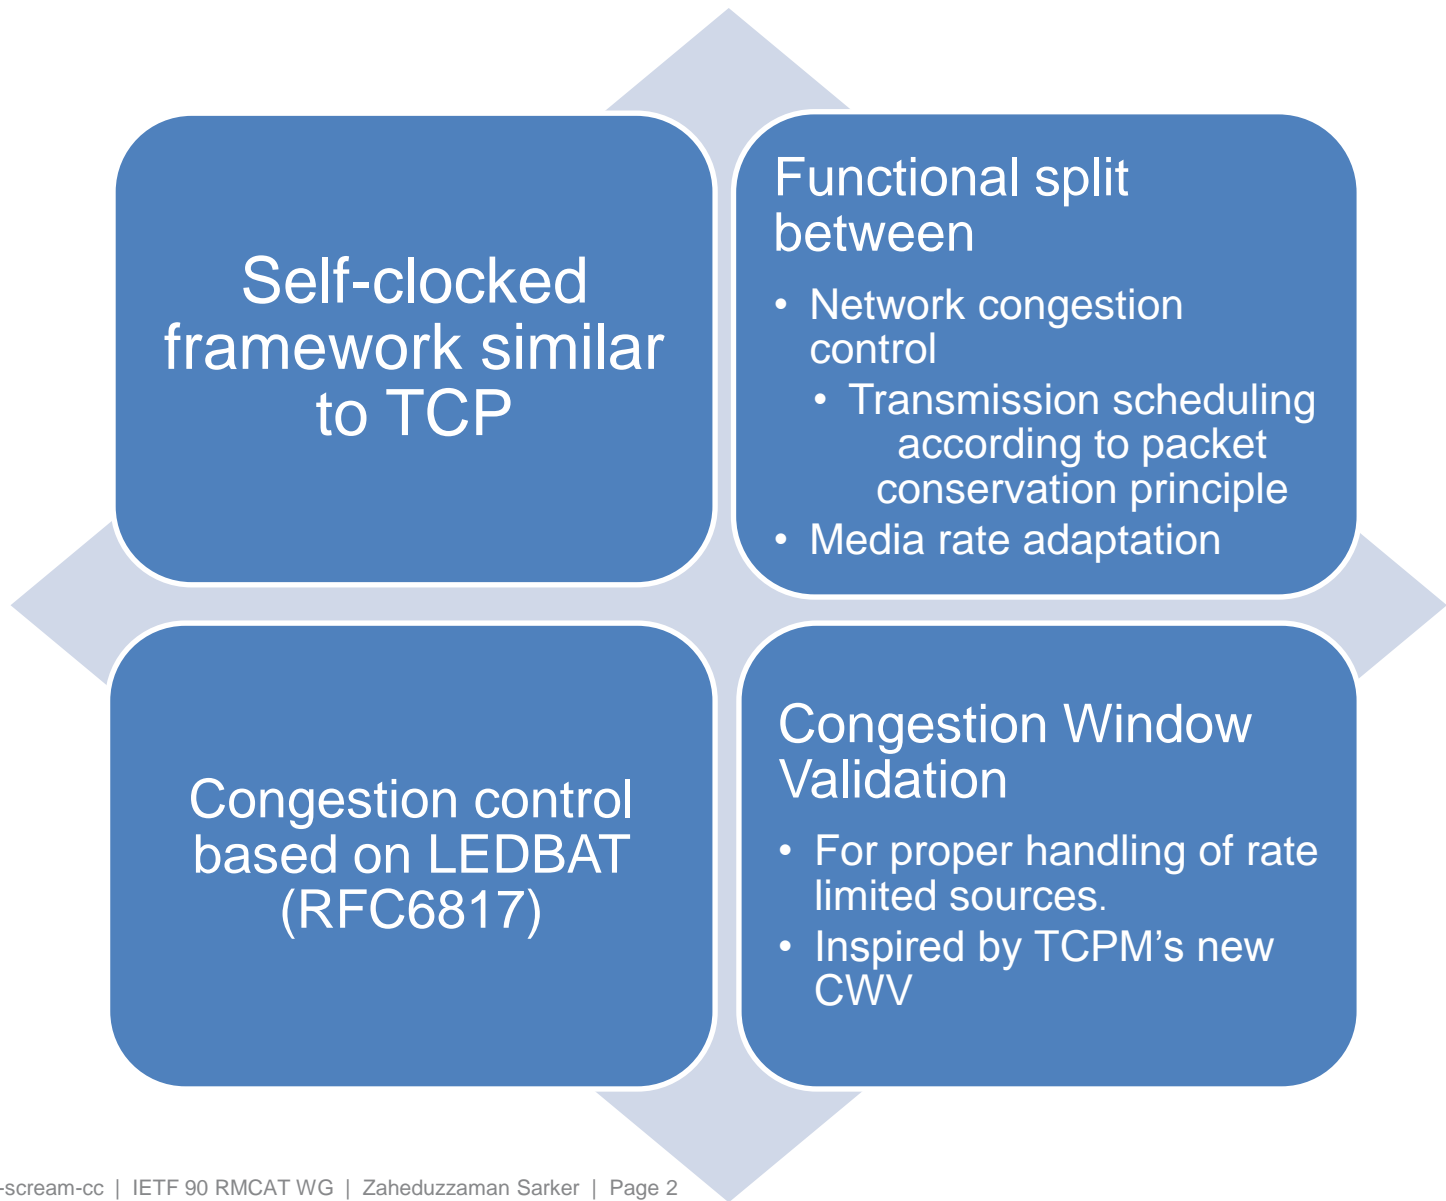 Self-clocked
framework similar
to TCP
Functional split
between
• Network congestion
control
• Transmission scheduling
according to packet
conservation principle
• Media rate adaptation
Congestion control
based on LEDBAT
(RFC6817)
Congestion Window
Validation
• For proper handling of rate
limited sources.
• Inspired by TCPM’s new
CWV
-scream-cc | IETF 90 RMCAT WG | Zaheduzzaman Sarker | Page 2